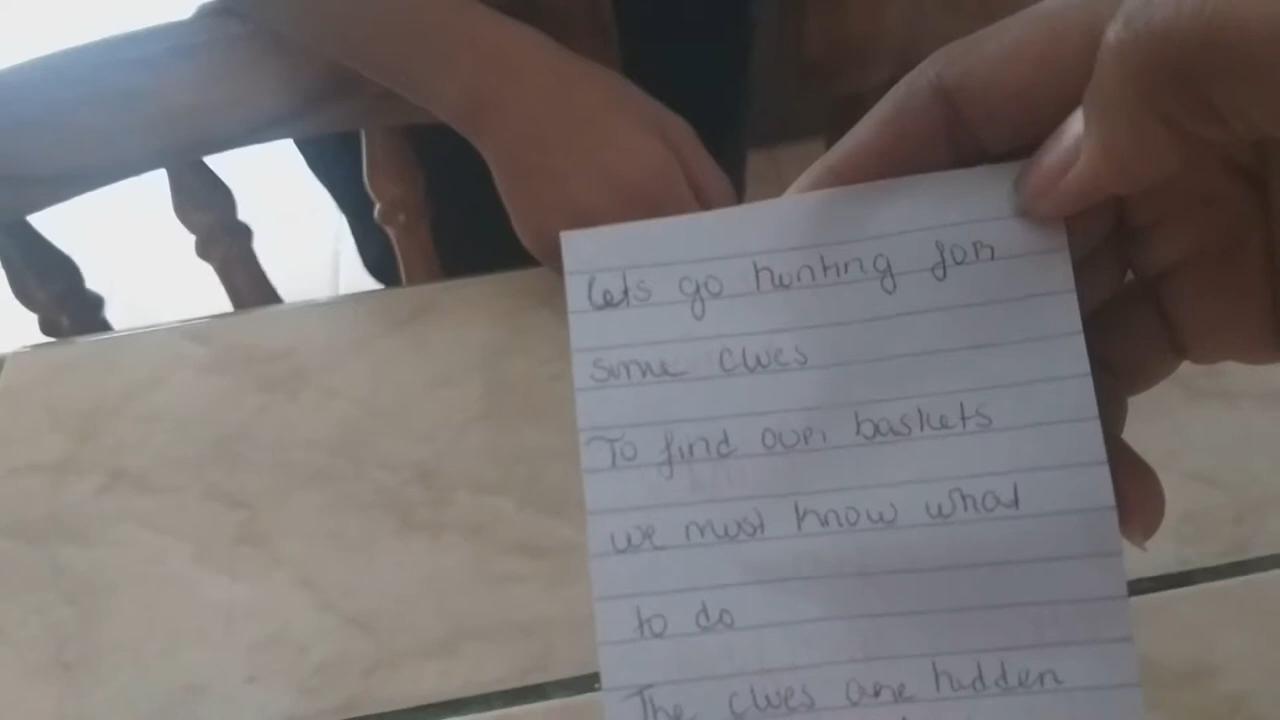 Lets go hunting for
some clues
To find our baskets
we must know what
to do
The clues are hidden